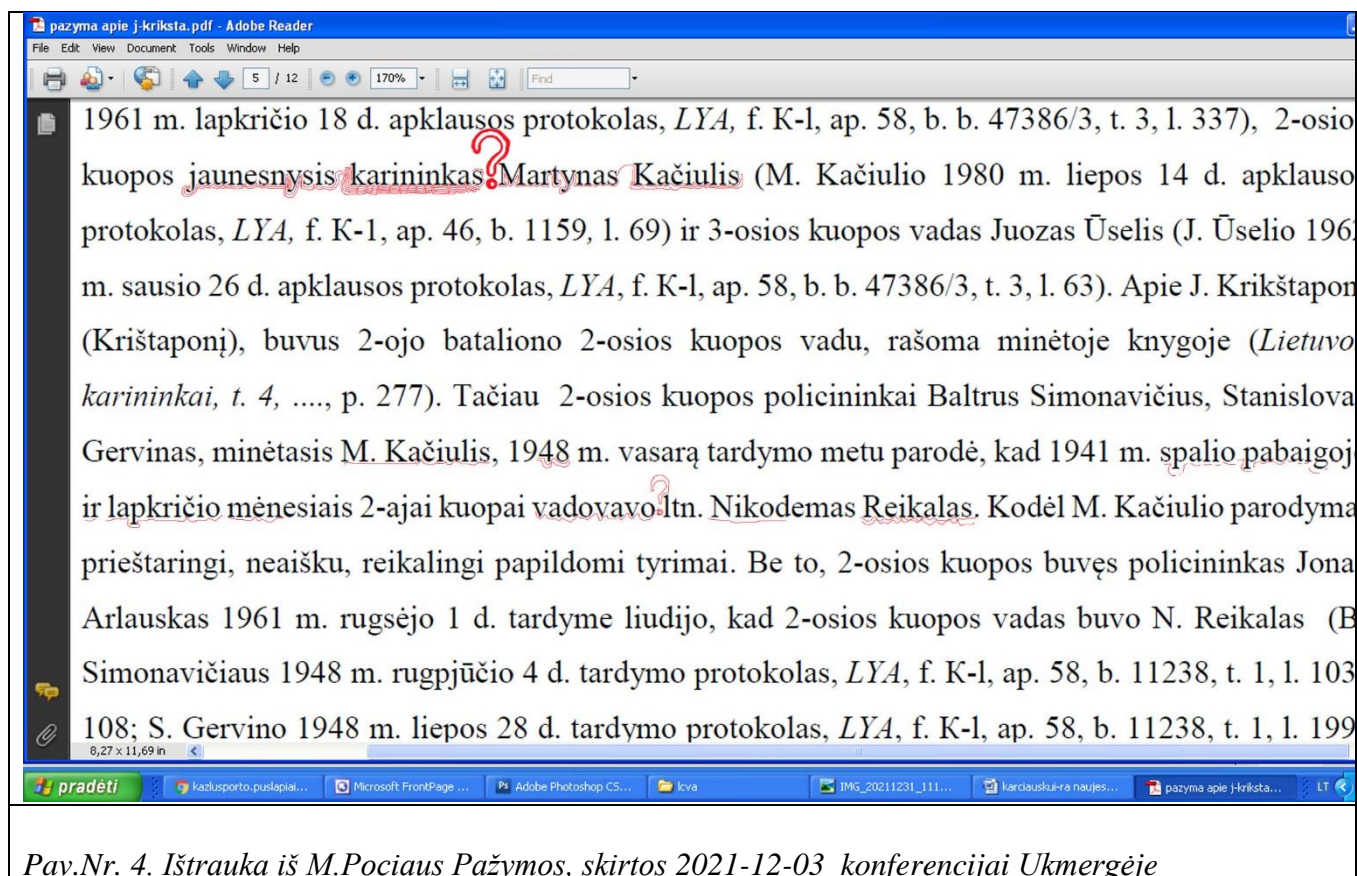 pazyma apie j-kriksta.pdf - Adobe Reader
File Edit View Document Tools Window Help
5 / 12 170% Find
1961 m. lapkričio 18 d. apklausos protokolas, LYA, f. K-l, ap. 58, b. b. 47386/3, t. 3, l. 337), 2-osio
kuopos jaunesnysis karininkas ? Martynas Kačiulis (M. Kačiulio 1980 m. liepos 14 d. apklauso
protokolas, LYA, f. K-1, ap. 46, b. 1159, l. 69) ir 3-osios kuopos vadas Juozas Ūselis (J. Ūselio 196
m. sausio 26 d. apklausos protokolas, LYA, f. K-l, ap. 58, b. b. 47386/3, t. 3, l. 63). Apie J. Krikštapon
(Krištaponį), buvus 2-ojo bataliono 2-osios kuopos vadu, rašoma minėtoje knygoje (Lietuvo
karininkai, t. 4, ...., p. 277). Tačiau 2-osios kuopos policininkai Baltrus Simonavičius, Stanislova
Gervinas, minėtasis M. Kačiulis, 1948 m. vasarą tardymo metu parodė, kad 1941 m. spalio pabaigoj
ir lapkričio mėnesiais 2-ajai kuopai vadovavo ? ltn. Nikodemas Reikalas. Kodėl M. Kačiulio parodyma
prieštaringi, neaišku, reikalingi papildomi tyrimai. Be to, 2-osios kuopos buvęs policininkas Jona
Arlauskas 1961 m. rugsėjo 1 d. tardyme liudijo, kad 2-osios kuopos vadas buvo N. Reikalas (B
Simonavičiaus 1948 m. rugpjūčio 4 d. tardymo protokolas, LYA, f. K-l, ap. 58, b. 11238, t. 1, l. 103
108; S. Gervino 1948 m. liepos 28 d. tardymo protokolas, LYA, f. K-l, ap. 58, b. 11238, t. 1, l. 199
8,27 x 11,69 in
pradėti kazlusporto.puslapiai... Microsoft FrontPage ... Adobe Photoshop CS... lcva IMG_20211231_111... karciauskui-ra naujes... pazyma apie j-kriksta... LT
Pav.Nr. 4. Ištrauka iš M.Pociaus Pažymos, skirtos 2021-12-03 konferencijai Ukmergėje